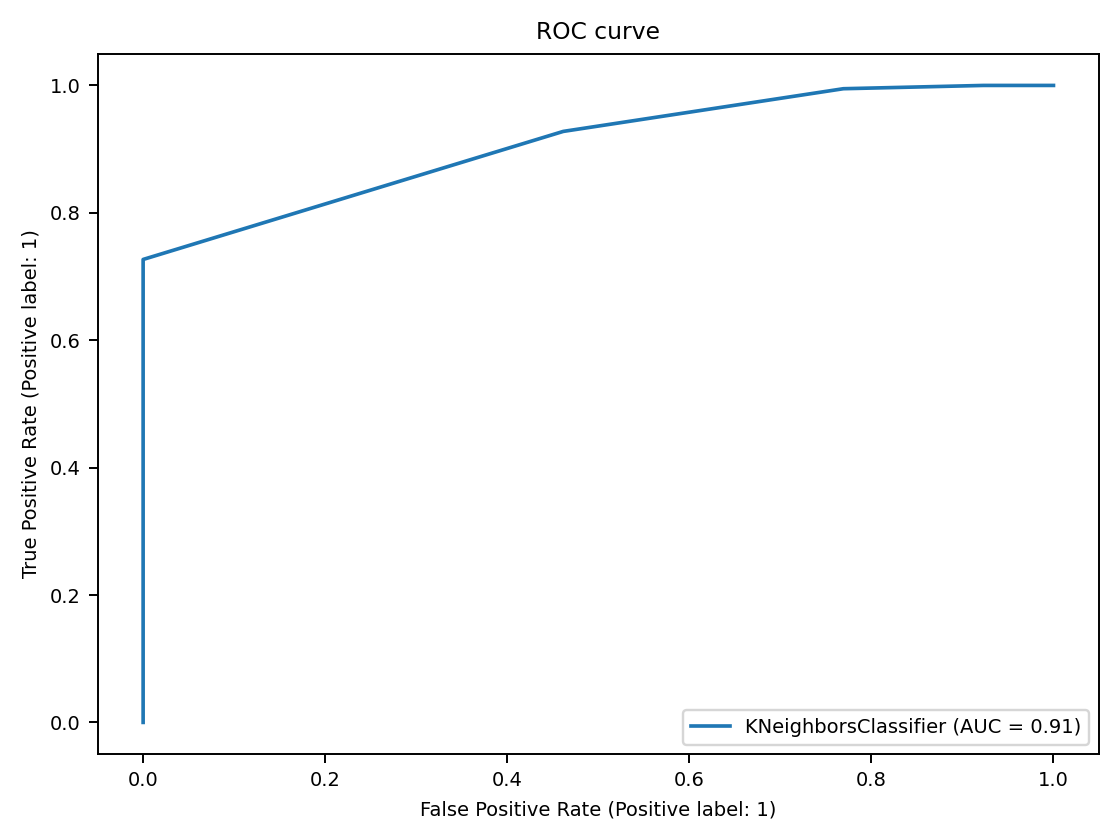 ROC curve
True Positive Rate (Positive label: 1)
1.0
0.8
0.6
0.4
0.2
0.0
KNeighborsClassifier (AUC = 0.91)
0.0 0.2 0.4 0.6 0.8 1.0
False Positive Rate (Positive label: 1)